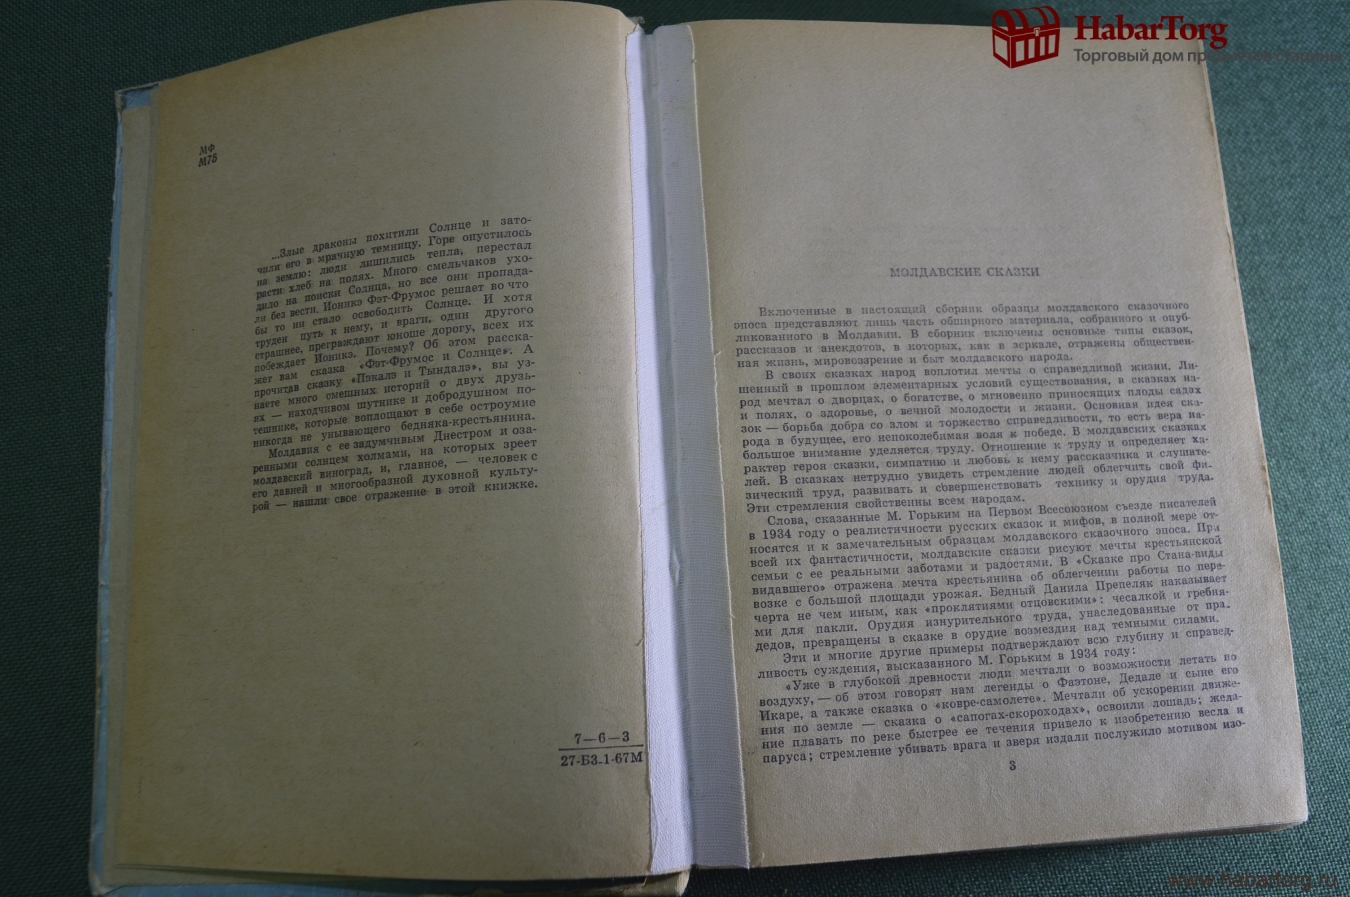 HabarTorg
Торговый дом
МФ
М75
...Злые драконы похитили Солнце и зато-
чили его в мрачную темницу. Горе опустилось
на землю: люди лишились тепла, перестал
расти хлеб на полях. Много смельчаков ухо-
дило на поиски Солнца, но все они пропада-
ли без вести. Ионикэ Фэт-Фрумос решает во что
бы то ни стало освободить Солнце. И хотя
труден путь к нему, и враги, один другого
страшнее, преграждают юноше дорогу, всех их
побеждает Ионикэ. Почему? Об этом расска-
жет вам сказка «Фэт-Фрумос и Солнце». А
прочитав сказку «Пэкалэ и Тындалэ», вы уз-
наете много смешных историй о двух друзь-
ях — находчивом шутнике и добродушном по-
тешнике, которые воплощают в себе остроумие
никогда не унывающего бедняка-крестьянина.
Молдавия с ее задумчивым Днестром и оза-
ренными солнцем холмами, на которых зреет
молдавский виноград, и, главное, — человек с
его давней и многообразной духовной культу-
рой — нашли свое отражение в этой книжке.
7—6—3
27-БЗ-1-67М
МОЛДАВСКИЕ СКАЗКИ
Включенные в настоящий сборник образцы молдавского сказочного
эпоса представляют лишь часть обширного материала, собранного и опуб-
ликованного в Молдавии. В сборник включены основные типы сказок,
рассказов и анекдотов, в которых, как в зеркале, отражены обществен-
ная жизнь, мировоззрение и быт молдавского народа.
В своих сказках народ воплотил мечты о справедливой жизни. Ли-
шенный в прошлом элементарных условий существования, в сказках на-
род мечтал о дворцах, о богатстве, о мгновенно приносящих плоды садах
и полях, о здоровье, о вечной молодости и жизни. Основная идея ска-
зок — борьба добра со злом и торжество справедливости, то есть вера на-
рода в будущее, его непоколебимая воля к победе. В молдавских сказках
большое внимание уделяется труду. Отношение к труду и определяет ха-
рактер героя сказки, симпатию и любовь к нему рассказчика и слушате-
лей. В сказках нетрудно увидеть стремление людей облегчить свой фи-
зический труд, развивать и совершенствовать технику и орудия труда.
Эти стремления свойственны всем народам.
Слова, сказанные М. Горьким на Первом Всесоюзном съезде писателей
в 1934 году о реалистичности русских сказок и мифов, в полной мере от-
носятся и к замечательным образцам молдавского сказочного эпоса. При
всей их фантастичности, молдавские сказки рисуют мечты крестьянской
семьи с ее реальными заботами и радостями. В «Сказке про Стана-виды
видавшего» отражена мечта крестьянина об облегчении работы по пере-
возке с большой площади урожая. Бедный Данила Препеляк наказывает
черта не чем иным, как «проклятиями отцовскими»: чесалкой и гребня-
ми для пакли. Орудия изнурительного труда, унаследованные от пра-
дедов, превращены в сказке в орудие возмездия над темными силами.
Эти и многие другие примеры подтверждают всю глубину и справед-
ливость суждения, высказанного М. Горьким в 1934 году:
«Уже в глубокой древности люди мечтали о возможности летать по
воздуху, — об этом говорят нам легенды о Фаэтоне, Дедале и сыне его
Икаре, а также сказка о «ковре-самолете». Мечтали об ускорении движе-
ния по земле — сказка о «сапогах-скороходах», освоили лошадь; жела-
ние плавать по реке быстрее ее течения привело к изобретению весла и
паруса; стремление убивать врага и зверя издали послужило мотивом изо-
3
www.habartorg.ru